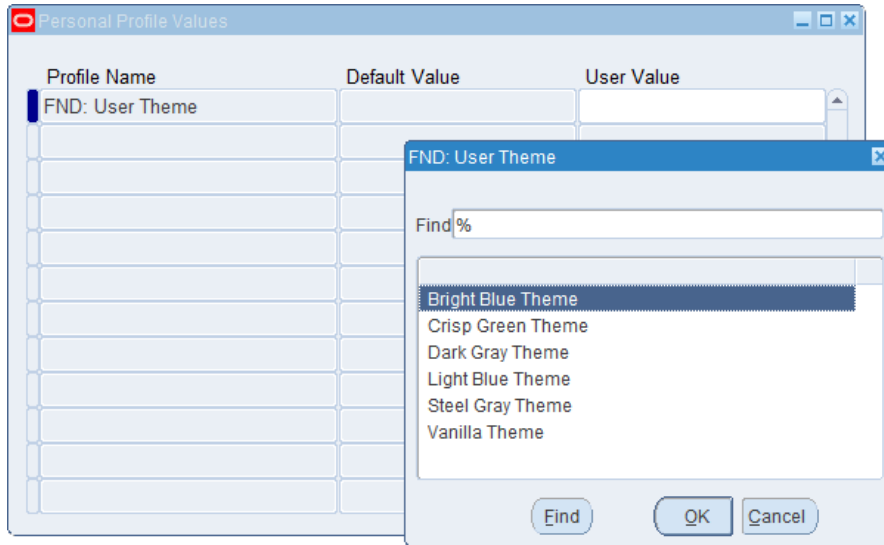 Personal Profile Values
Profile Name Default Value User Value
FND: User Theme
FND: User Theme
Find %
Bright Blue Theme
Crisp Green Theme
Dark Gray Theme
Light Blue Theme
Steel Gray Theme
Vanilla Theme
Find OK Cancel